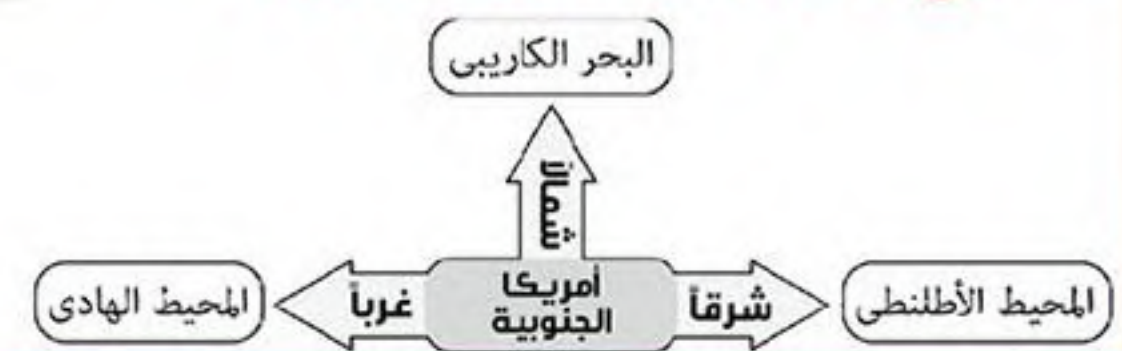 البحر الكاريبى
شمالاً
المحيط الأطلنطى
شرقاً
أمريكا
الجنوبية
غرباً
المحيط الهادى